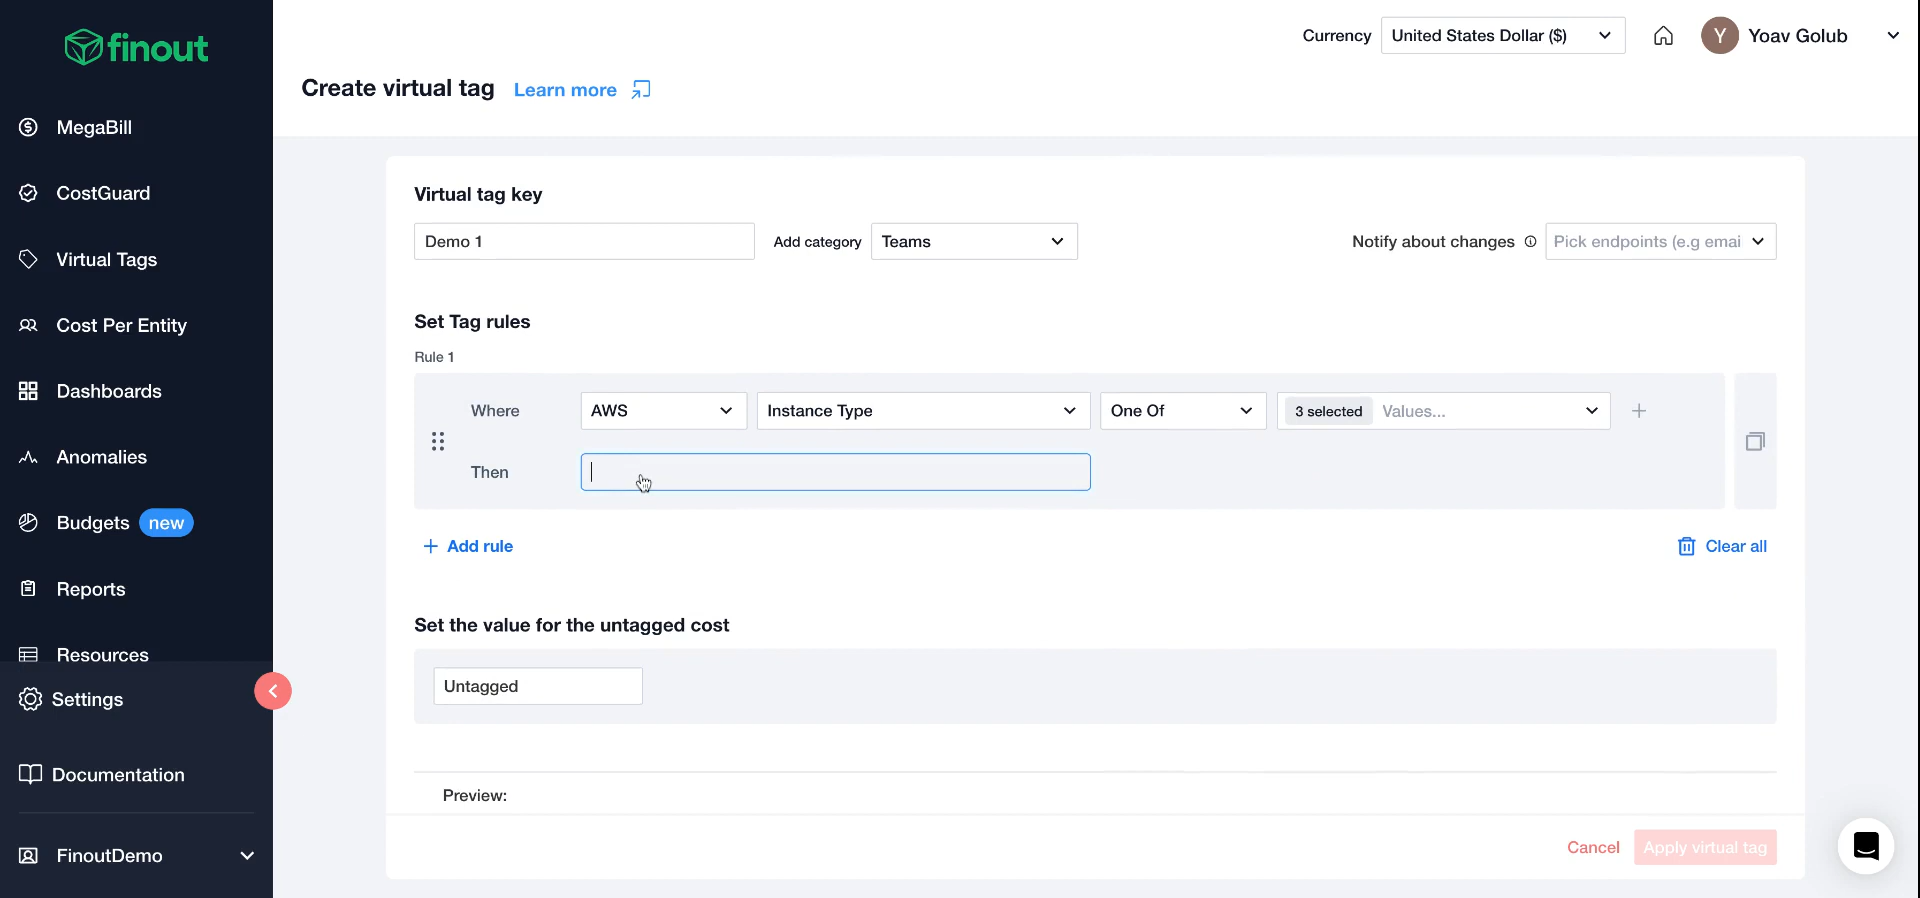 finout
Currency United States Dollar ($) Y Yoav Golub
Create virtual tag Learn more
MegaBill
CostGuard
Virtual Tags
Cost Per Entity
Dashboards
Anomalies
Budgets new
Reports
Resources
Settings
Documentation
FinoutDemo
Virtual tag key
Demo 1 Add category Teams Notify about changes Pick endpoints (e.g emai
Set Tag rules
Rule 1
Where AWS Instance Type One Of 3 selected Values...
Then
+ Add rule Clear all
Set the value for the untagged cost
Untagged
Preview:
Cancel Apply virtual tag